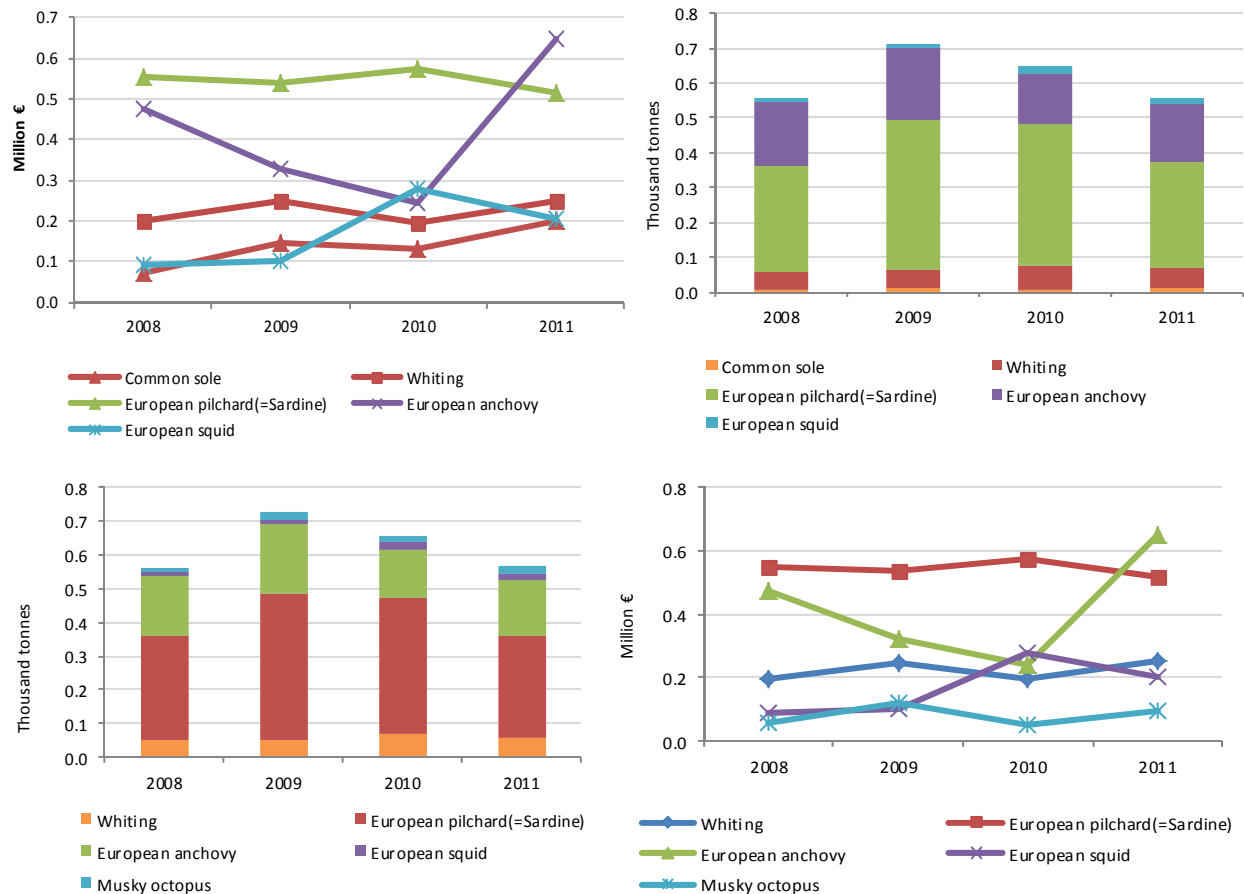 Million €
0.7
0.6
0.5
0.4
0.3
0.2
0.1
0.0
2008 2009 2010 2011
Common sole Whiting
European pilchard(=Sardine) European anchovy
European squid
Thousand tonnes
0.8
0.7
0.6
0.5
0.4
0.3
0.2
0.1
0.0
2008 2009 2010 2011
Common sole Whiting
European pilchard(=Sardine) European anchovy
European squid
Thousand tonnes
0.8
0.7
0.6
0.5
0.4
0.3
0.2
0.1
0.0
2008 2009 2010 2011
Whiting European pilchard(=Sardine)
European anchovy European squid
Musky octopus
Million €
0.8
0.6
0.4
0.2
0.0
2008 2009 2010 2011
Whiting European pilchard(=Sardine)
European anchovy European squid
Musky octopus